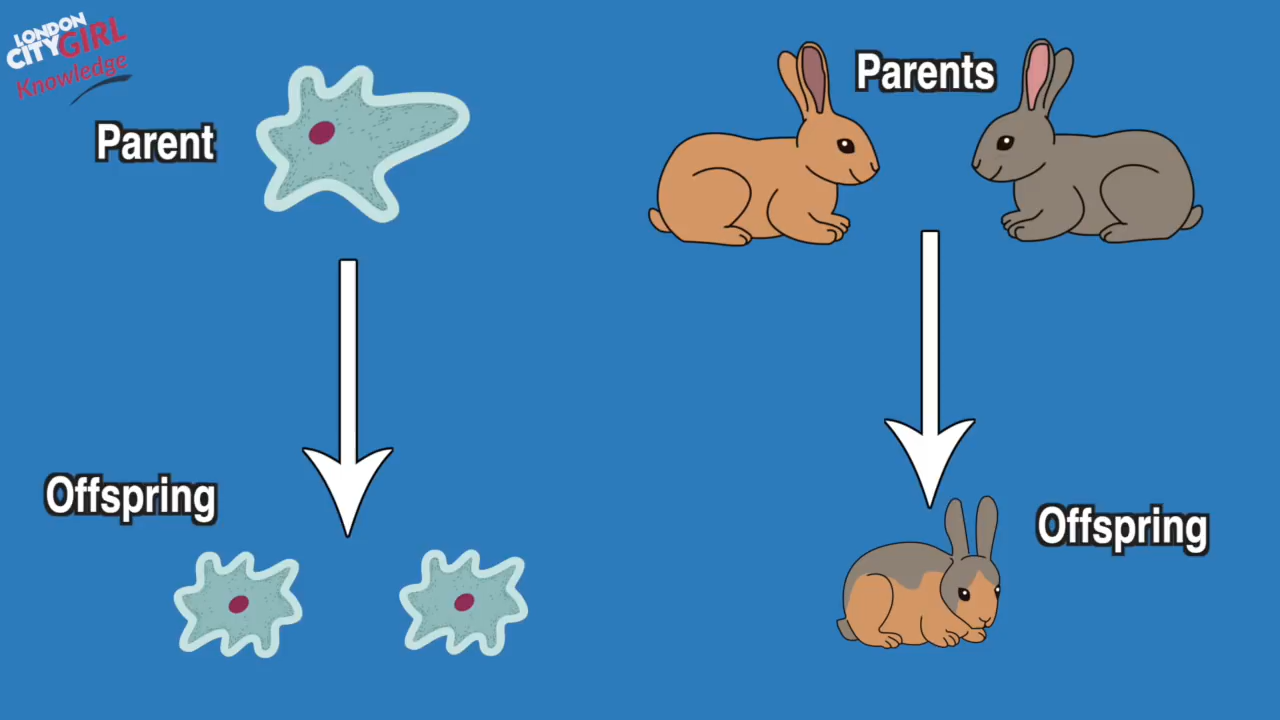 LONDON
CITY GIRL
Knowledge
Parent
Parents
Offspring
Offspring